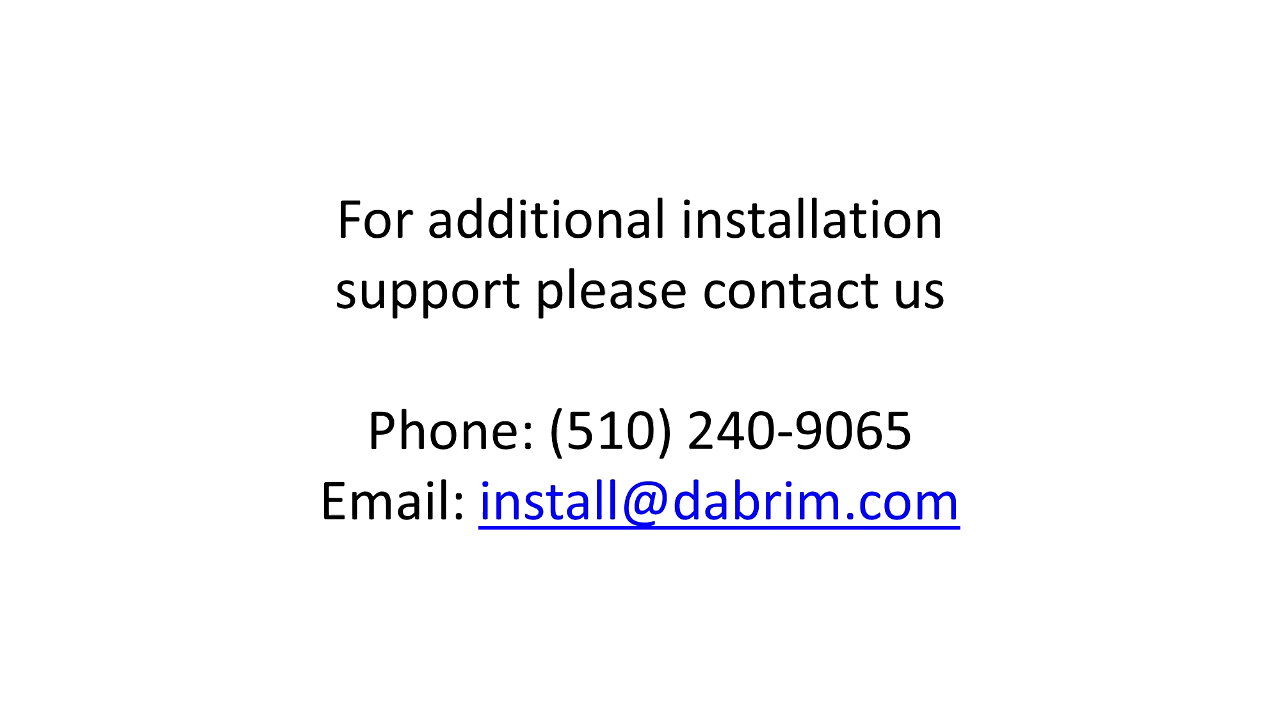 For additional installation
support please contact us
Phone: (510) 240-9065
Email: install@dabrim.com